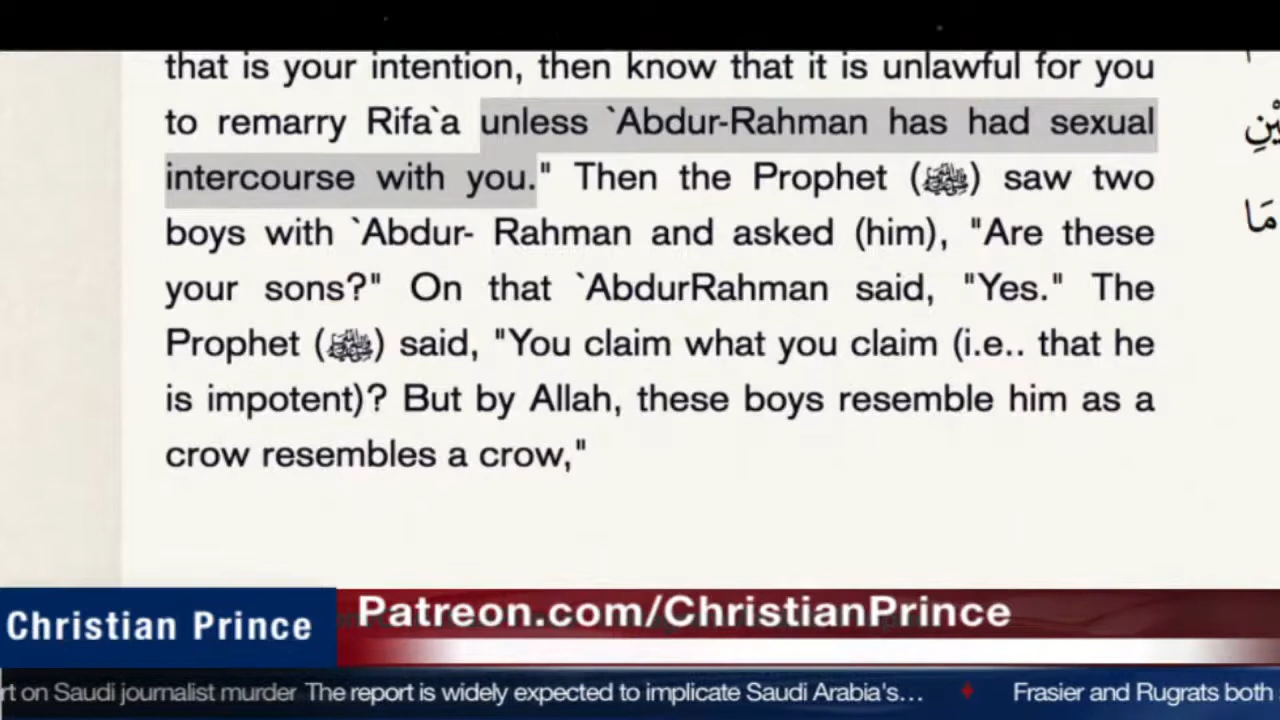 that is your intention, then know that it is unlawful for you
to remarry Rifa`a unless `Abdur-Rahman has had sexual
intercourse with you." Then the Prophet (ﷺ) saw two
boys with `Abdur- Rahman and asked (him), "Are these
your sons?" On that `AbdurRahman said, "Yes." The
Prophet (ﷺ) said, "You claim what you claim (i.e.. that he
is impotent)? But by Allah, these boys resemble him as a
crow resembles a crow,"
مَا
Christian Prince
Patreon.com/ChristianPrince
on Saudi journalist murder The report is widely expected to implicate Saudi Arabia's... Frasier and Rugrats both